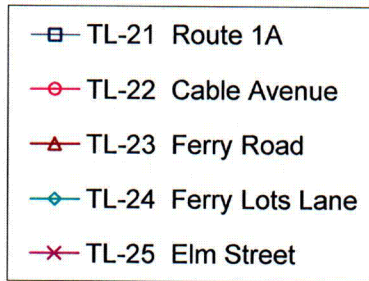 TL-21 Route 1A
TL-22 Cable Avenue
TL-23 Ferry Road
TL-24 Ferry Lots Lane
TL-25 Elm Street